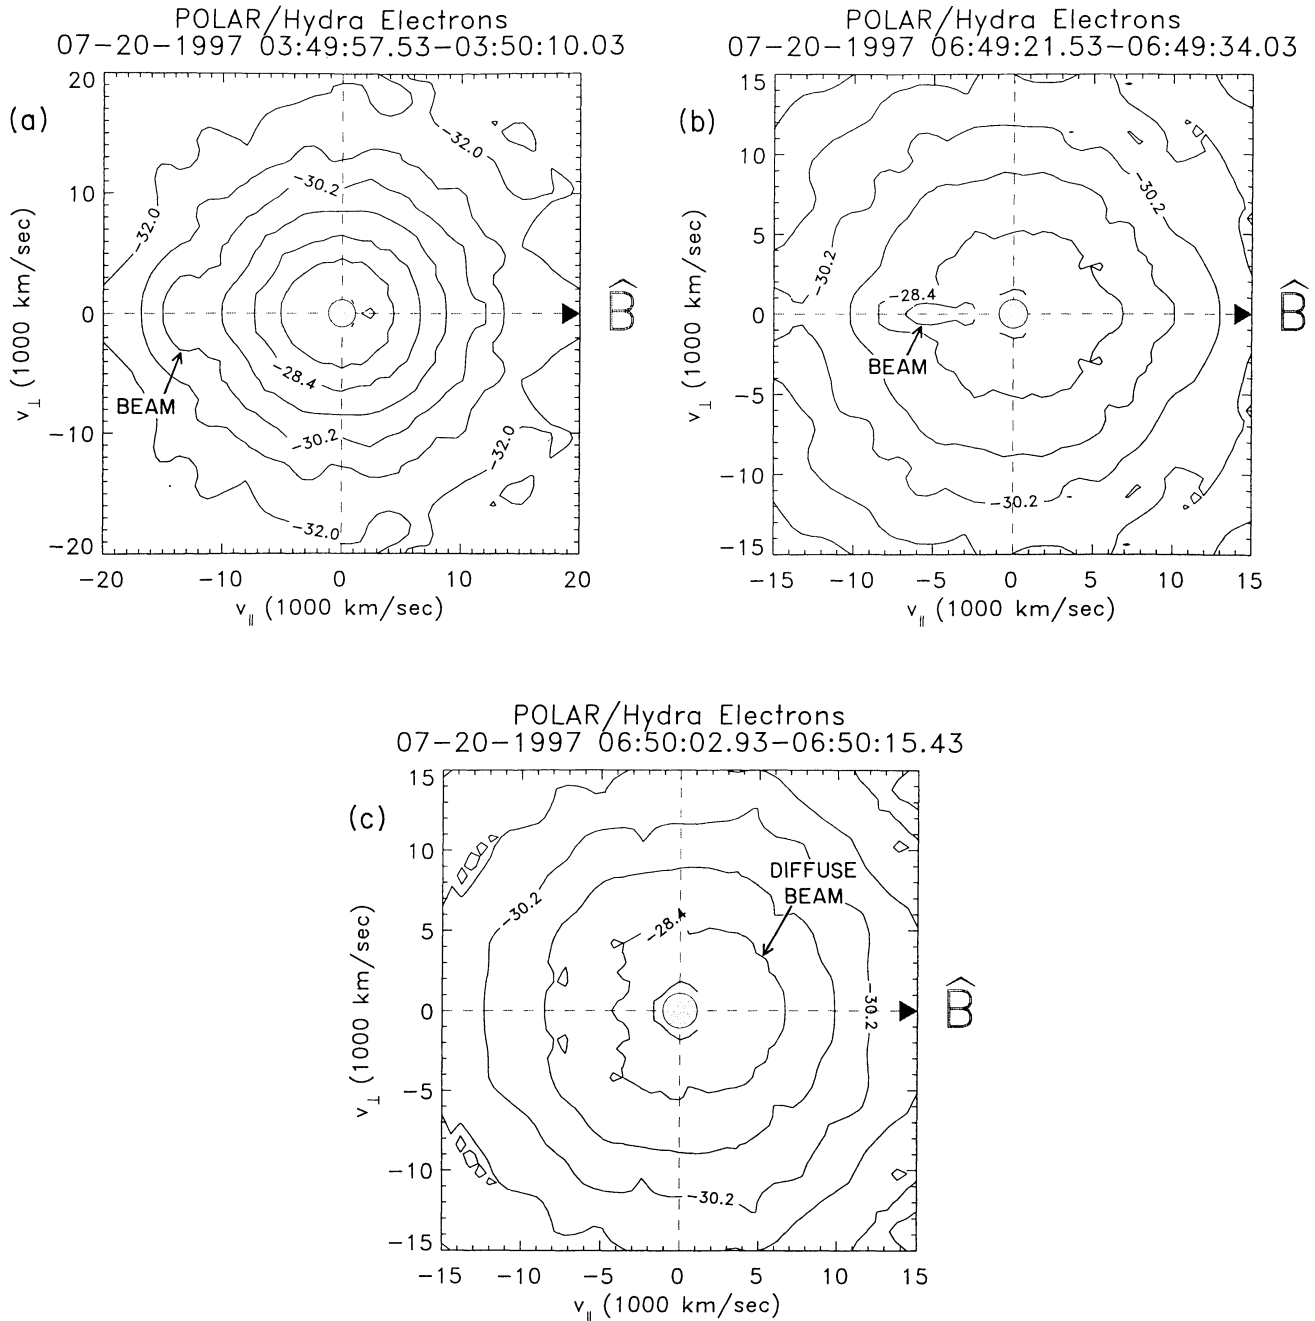 POLAR/Hydra Electrons
07-20-1997 03:49:57.53-03:50:10.03
(a)
20
10
0
-10
-20
v⊥ (1000 km/sec)
-32.0
-32.0
-30.2
-28.4
-30.2
-32.0
-32.0
BEAM
B̂
-20 -10 0 10 20
v∥ (1000 km/sec)
POLAR/Hydra Electrons
07-20-1997 06:49:21.53-06:49:34.03
(b)
15
10
5
0
-5
-10
-15
v⊥ (1000 km/sec)
-30.2
-30.2
-28.4
-30.2
BEAM
B̂
-15 -10 -5 0 5 10 15
v∥ (1000 km/sec)
POLAR/Hydra Electrons
07-20-1997 06:50:02.93-06:50:15.43
(c)
15
10
5
0
-5
-10
-15
v⊥ (1000 km/sec)
DIFFUSE
BEAM
-30.2
-28.4
-30.2
-30.2
B̂
-15 -10 -5 0 5 10 15
v∥ (1000 km/sec)